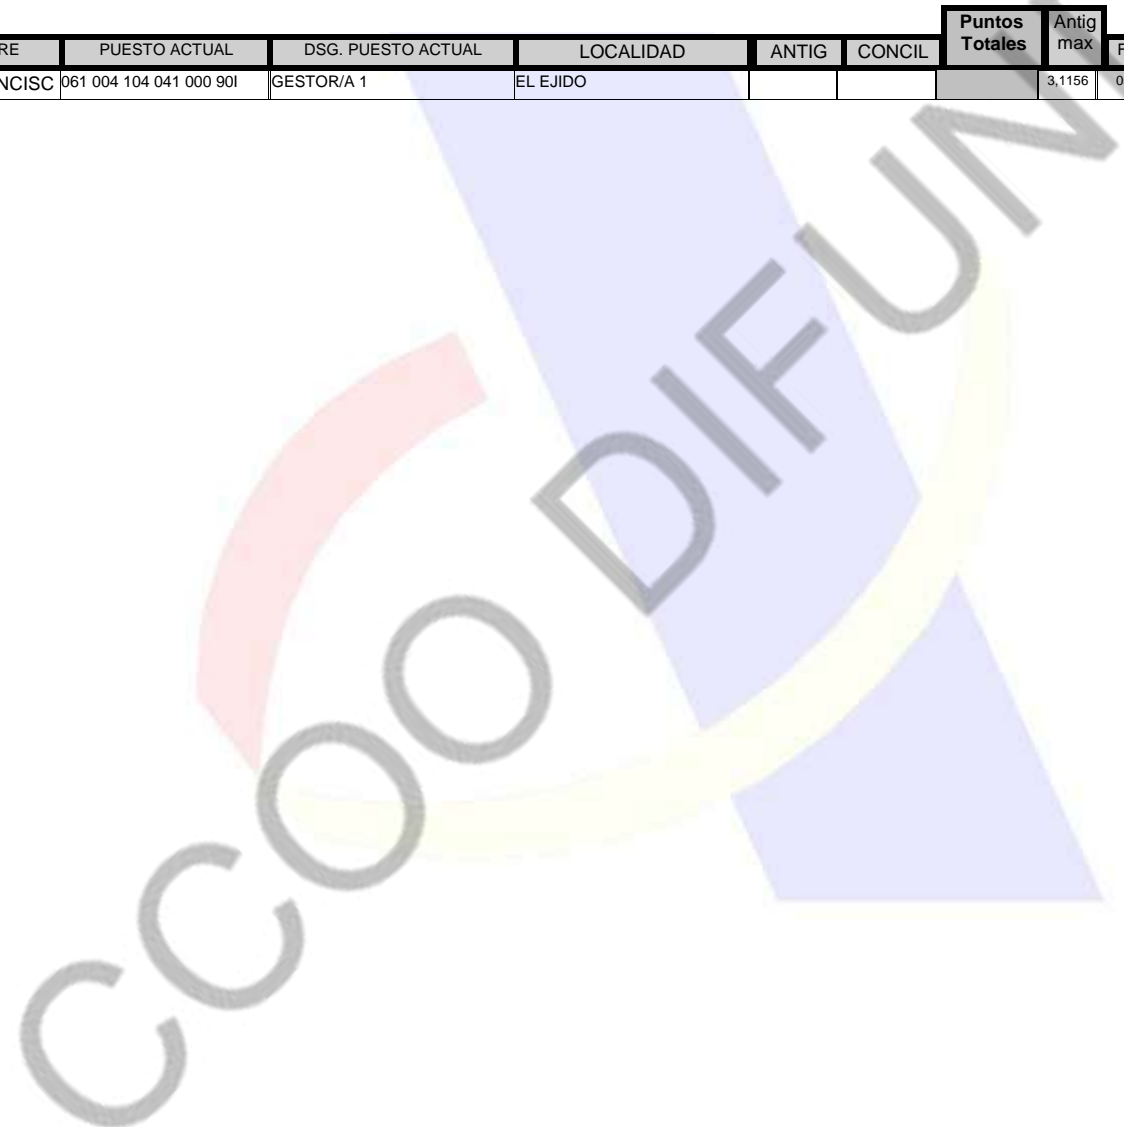 Puntos Totales Antig max
RE PUESTO ACTUAL DSG. PUESTO ACTUAL LOCALIDAD ANTIG CONCIL F
NCISC 061 004 104 041 000 90I GESTOR/A 1 EL EJIDO 3,1156 0
CCOO DIFUN